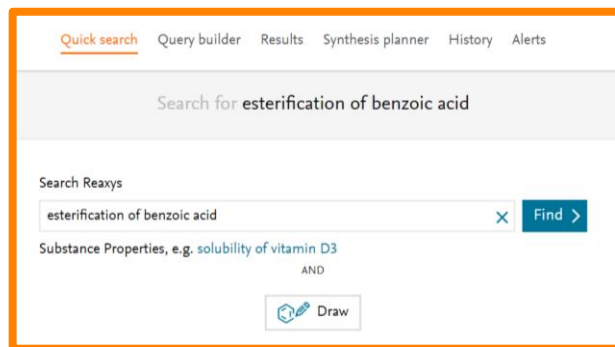 Quick search Query builder Results Synthesis planner History Alerts
Search for esterification of benzoic acid
Search Reaxys
esterification of benzoic acid Find
Substance Properties, e.g. solubility of vitamin D3
AND
Draw